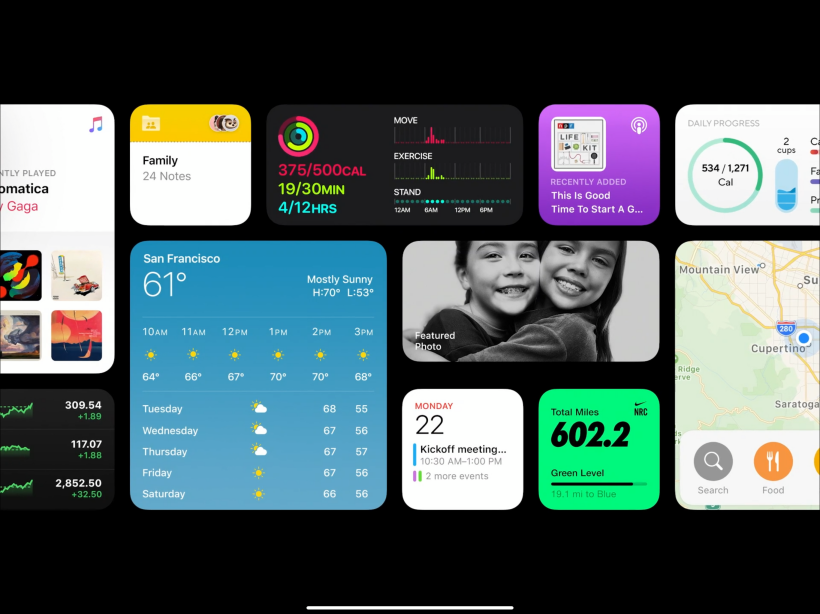 NTLY PLAYED
omatica
y Gaga
Family
24 Notes
375/500CAL
19/30MIN
4/12HRS
MOVE
EXERCISE
STAND
12AM 6AM 12PM 6PM
LIFE
KIT
RECENTLY ADDED
This Is Good
Time To Start A G...
DAILY PROGRESS
534 / 1,271
Cal
2
cups
Ca
Fa
Pr
San Francisco
61°
Mostly Sunny
H:70° L:53°
10AM 11AM 12PM 1PM 2PM 3PM
64° 66° 67° 70° 70° 68°
Tuesday 68 55
Wednesday 67 56
Thursday 67 57
Friday 67 56
Saturday 66 56
Featured
Photo
Mountain View
Su
280
Cupertino
Ridge
erve
Saratoga
Search
Food
309.54
+1.89
117.07
+1.88
2,852.50
+32.50
MONDAY
22
Kickoff meeting...
10:30 AM–1:00 PM
2 more events
Total Miles
NRC
602.2
Green Level
19.1 mi to Blue